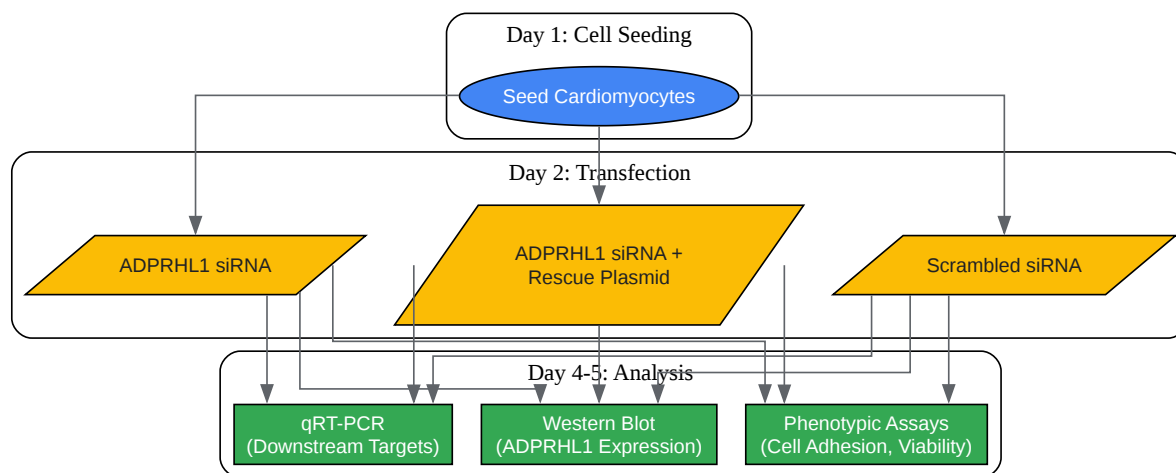 Day 1: Cell Seeding
Seed Cardiomyocytes
Day 2: Transfection
ADPRHL1 siRNA
ADPRHL1 siRNA +
Rescue Plasmid
Scrambled siRNA
Day 4-5: Analysis
qRT-PCR
(Downstream Targets)
Western Blot
(ADPRHL1 Expression)
Phenotypic Assays
(Cell Adhesion, Viability)